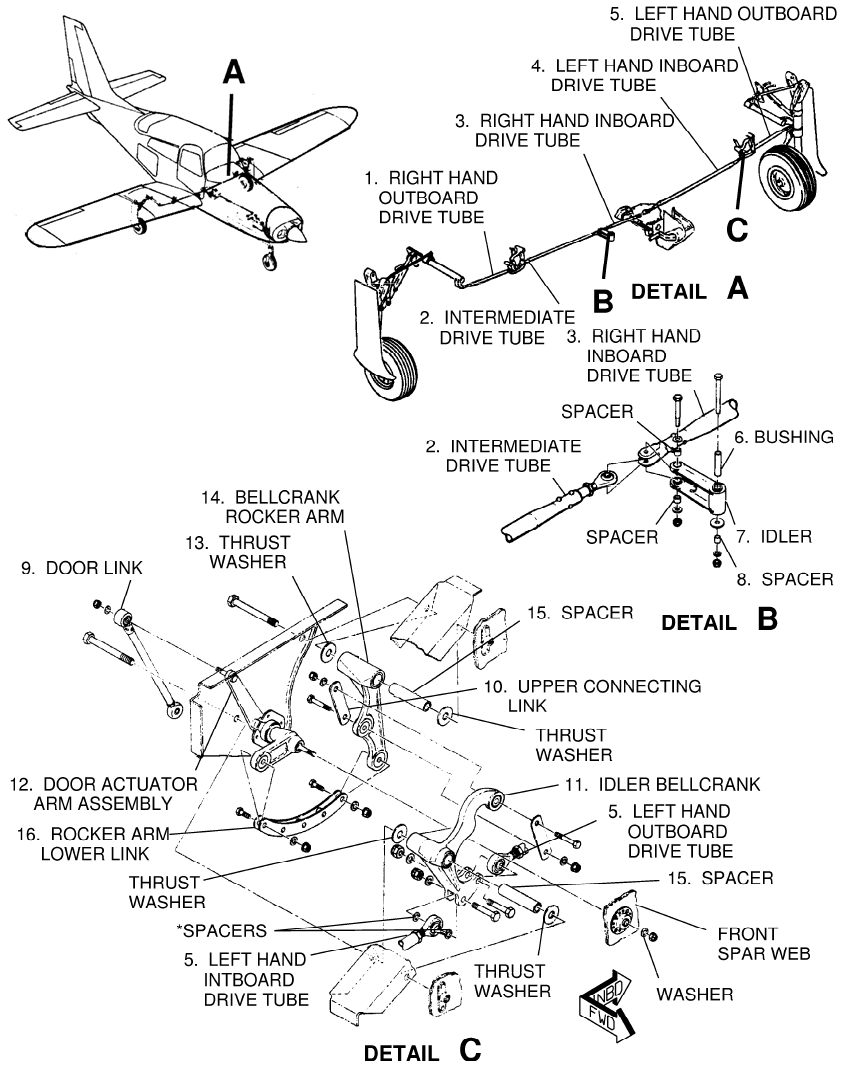 A
5. LEFT HAND OUTBOARD
DRIVE TUBE
4. LEFT HAND INBOARD
DRIVE TUBE
3. RIGHT HAND INBOARD
DRIVE TUBE
1. RIGHT HAND
OUTBOARD
DRIVE TUBE
C
B
DETAIL A
2. INTERMEDIATE
DRIVE TUBE
3. RIGHT HAND
INBOARD
DRIVE TUBE
SPACER
6. BUSHING
2. INTERMEDIATE
DRIVE TUBE
SPACER
7. IDLER
8. SPACER
DETAIL B
14. BELLCRANK
ROCKER ARM
13. THRUST
WASHER
9. DOOR LINK
15. SPACER
10. UPPER CONNECTING
LINK
THRUST
WASHER
12. DOOR ACTUATOR
ARM ASSEMBLY
11. IDLER BELLCRANK
5. LEFT HAND
OUTBOARD
DRIVE TUBE
16. ROCKER ARM
LOWER LINK
THRUST
WASHER
15. SPACER
*SPACERS
5. LEFT HAND
INTBOARD
DRIVE TUBE
THRUST
WASHER
FRONT
SPAR WEB
WASHER
INBD
FWD
DETAIL C